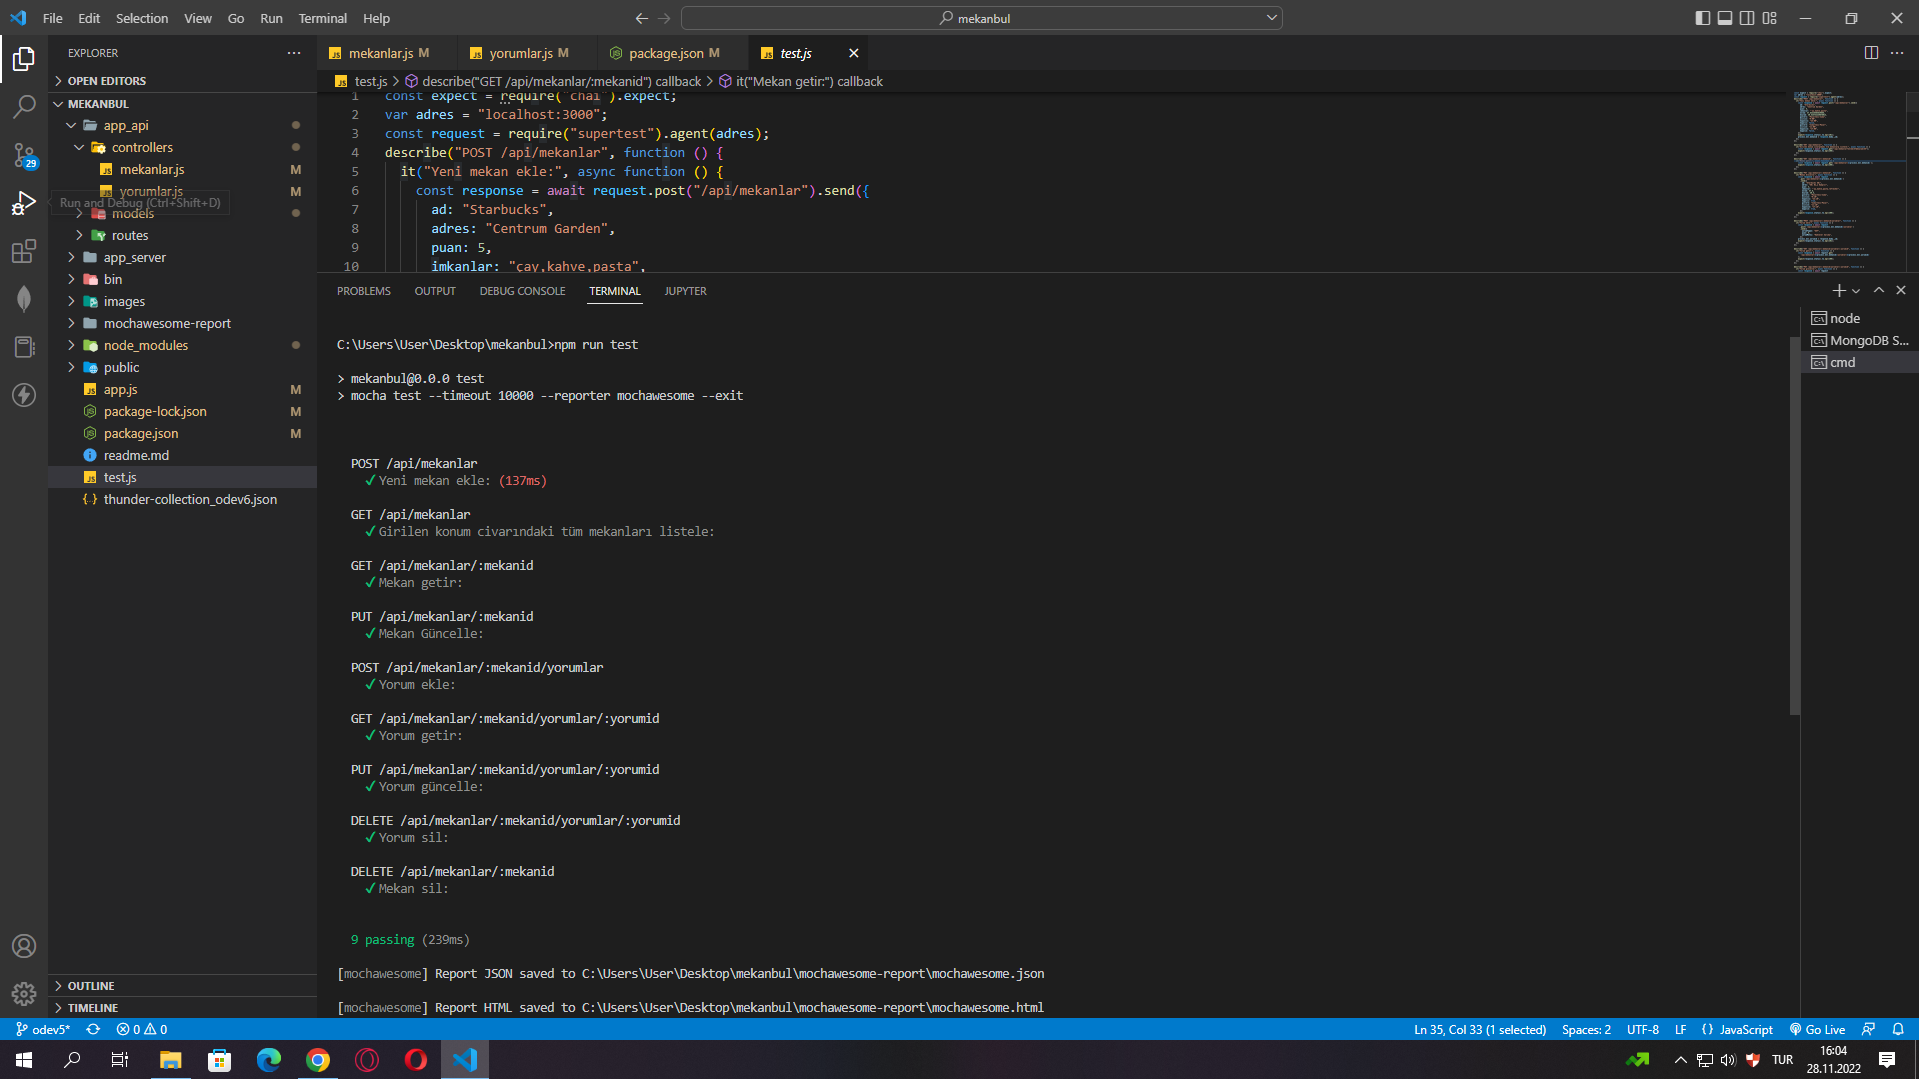 File Edit Selection View Go Run Terminal Help
mekanbul
EXPLORER
OPEN EDITORS
MEKANBUL
app_api
controllers
mekanlar.js M
yorumlar.js M
Run and Debug (Ctrl+Shift+D)
models
routes
app_server
bin
images
mochawesome-report
node_modules
public
app.js M
package-lock.json M
package.json M
readme.md
test.js
thunder-collection_odev6.json
OUTLINE
TIMELINE
29
mekanlar.js M
yorumlar.js M
package.json M
test.js
test.js > describe("GET /api/mekanlar/:mekanid") callback > it("Mekan getir:") callback
1 const expect = require("chai").expect;
2 var adres = "localhost:3000";
3 const request = require("supertest").agent(adres);
4 describe("POST /api/mekanlar", function () {
5 it("Yeni mekan ekle:", async function () {
6 const response = await request.post("/api/mekanlar").send({
7 ad: "Starbucks",
8 adres: "Centrum Garden",
9 puan: 5,
10 imkanlar: "çay,kahve,pasta",
PROBLEMS OUTPUT DEBUG CONSOLE TERMINAL JUPYTER
C:\Users\User\Desktop\mekanbul>npm run test
> mekanbul@0.0.0 test
> mocha test --timeout 10000 --reporter mochawesome --exit
POST /api/mekanlar
✓ Yeni mekan ekle: (137ms)
GET /api/mekanlar
✓ Girilen konum civarındaki tüm mekanları listele:
GET /api/mekanlar/:mekanid
✓ Mekan getir:
PUT /api/mekanlar/:mekanid
✓ Mekan Güncelle:
POST /api/mekanlar/:mekanid/yorumlar
✓ Yorum ekle:
GET /api/mekanlar/:mekanid/yorumlar/:yorumid
✓ Yorum getir:
PUT /api/mekanlar/:mekanid/yorumlar/:yorumid
✓ Yorum güncelle:
DELETE /api/mekanlar/:mekanid/yorumlar/:yorumid
✓ Yorum sil:
DELETE /api/mekanlar/:mekanid
✓ Mekan sil:
9 passing (239ms)
[mochawesome] Report JSON saved to C:\Users\User\Desktop\mekanbul\mochawesome-report\mochawesome.json
[mochawesome] Report HTML saved to C:\Users\User\Desktop\mekanbul\mochawesome-report\mochawesome.html
node
MongoDB S...
cmd
odev5* 0 0 Ln 35, Col 33 (1 selected) Spaces: 2 UTF-8 LF { } JavaScript Go Live
TUR
16:04
28.11.2022